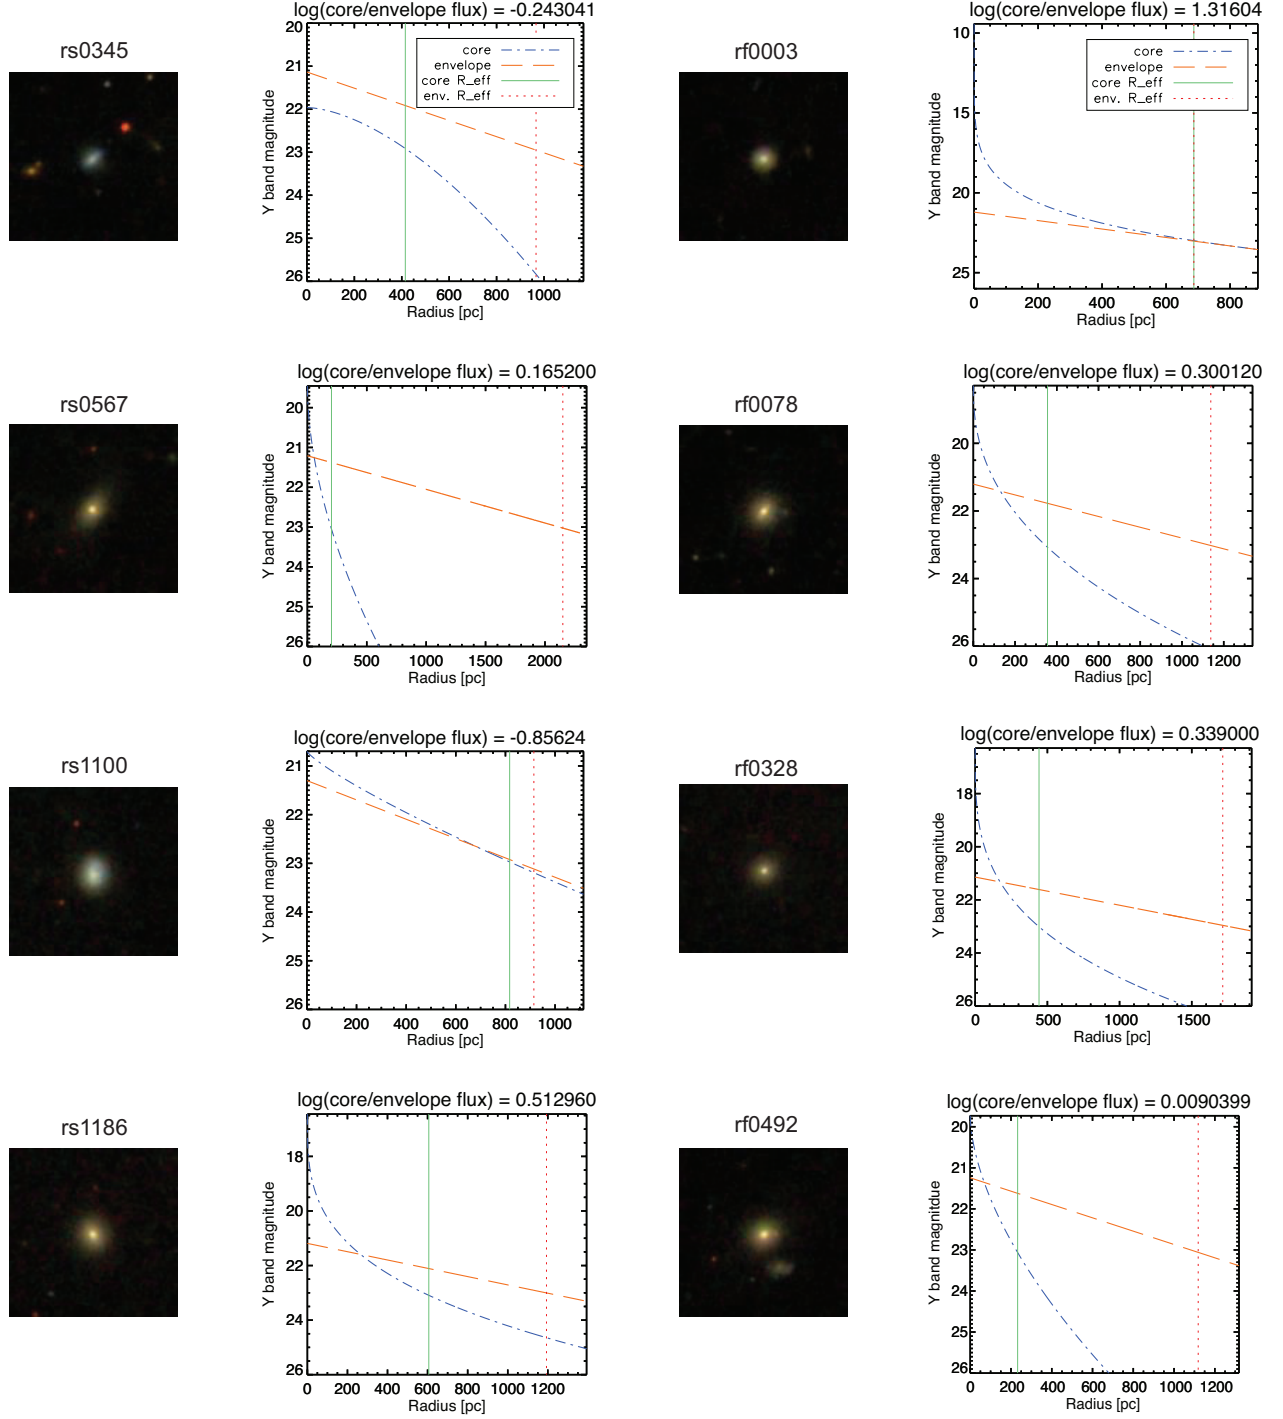 rs0345
log(core/envelope flux) = -0.243041
core
envelope
core R_eff
env. R_eff
Y band magnitude
20
21
22
23
24
25
26
0 200 400 600 800 1000
Radius [pc]
rf0003
log(core/envelope flux) = 1.31604
core
envelope
core R_eff
env. R_eff
Y band magnitude
10
15
20
25
0 200 400 600 800
Radius [pc]
rs0567
log(core/envelope flux) = 0.165200
Y band magnitude
20
21
22
23
24
25
26
0 500 1000 1500 2000
Radius [pc]
rf0078
log(core/envelope flux) = 0.300120
Y band magnitude
20
22
24
26
0 200 400 600 800 1000 1200
Radius [pc]
rs1100
log(core/envelope flux) = -0.85624
Y band magnitude
21
22
23
24
25
26
0 200 400 600 800 1000
Radius [pc]
rf0328
log(core/envelope flux) = 0.339000
Y band magnitude
18
20
22
24
26
0 500 1000 1500
Radius [pc]
rs1186
log(core/envelope flux) = 0.512960
Y band magnitude
18
20
22
24
26
0 200 400 600 800 1000 1200
Radius [pc]
rf0492
log(core/envelope flux) = 0.0090399
Y band magnitdue
20
21
22
23
24
25
26
0 200 400 600 800 1000 1200
Radius [pc]